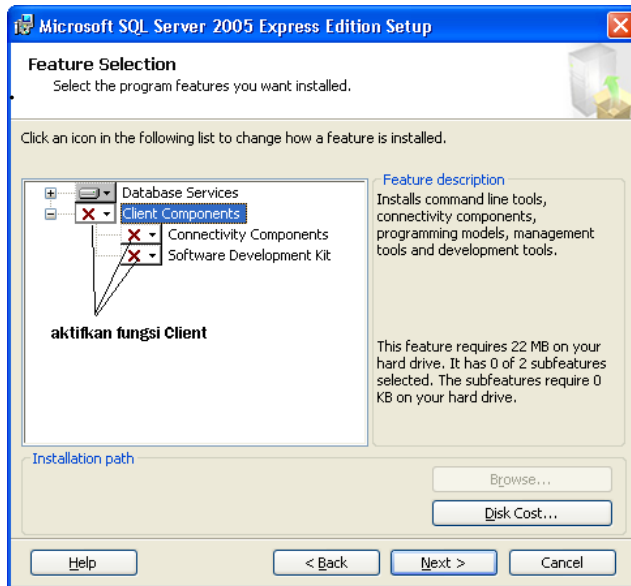 Microsoft SQL Server 2005 Express Edition Setup
Feature Selection
Select the program features you want installed.
Click an icon in the following list to change how a feature is installed.
Database Services
Client Components
Connectivity Components
Software Development Kit
aktifkan fungsi Client
Feature description
Installs command line tools,
connectivity components,
programming models, management
tools and development tools.
This feature requires 22 MB on your
hard drive. It has 0 of 2 subfeatures
selected. The subfeatures require 0
KB on your hard drive.
Installation path
Browse...
Disk Cost...
Help
< Back
Next >
Cancel